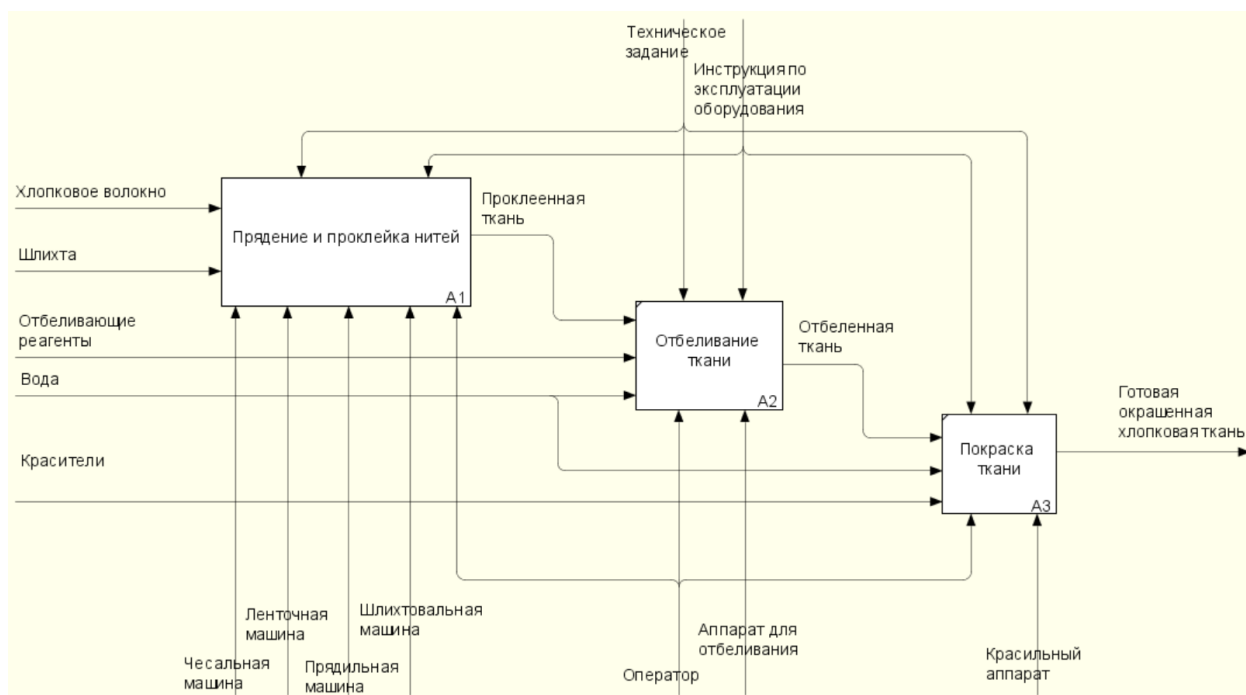 Техническое
задание
Инструкция по
эксплуатации
оборудования
Хлопковое волокно
Проклеенная
ткань
Прядение и проклейка нитей
Шлихта
A1
Отбеливающие
реагенты
Отбеленная
ткань
Отбеливание
ткани
Вода
A2
Готовая
окрашенная
хлопковая ткань
Красители
Покраска
ткани
A3
Ленточная
машина
Шлихтовальная
машина
Аппарат для
отбеливания
Чесальная
машина
Прядильная
машина
Оператор
Красильный
аппарат